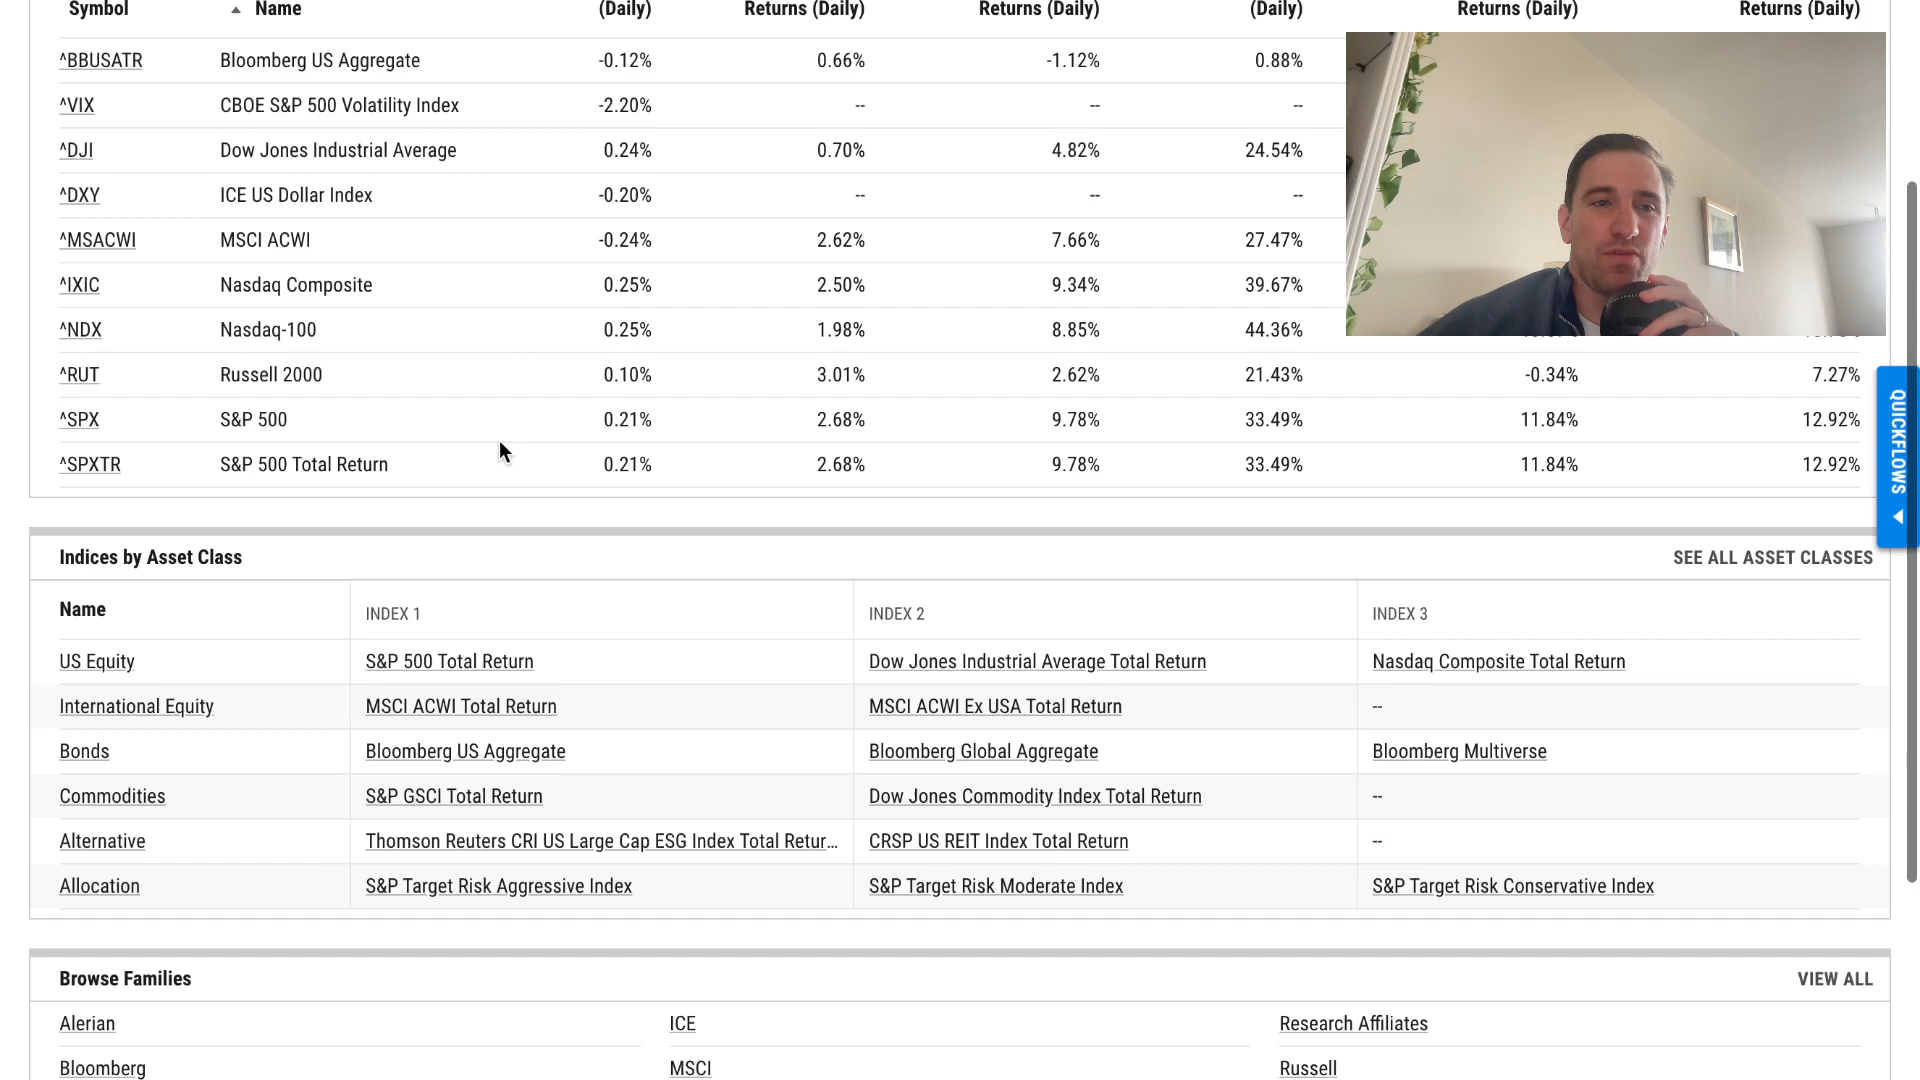 Symbol Name (Daily) Returns (Daily) Returns (Daily) (Daily) Returns (Daily) Returns (Daily)
^BBUSATR Bloomberg US Aggregate -0.12% 0.66% -1.12% 0.88%
^VIX CBOE S&P 500 Volatility Index -2.20% -- -- --
^DJI Dow Jones Industrial Average 0.24% 0.70% 4.82% 24.54%
^DXY ICE US Dollar Index -0.20% -- -- --
^MSACWI MSCI ACWI -0.24% 2.62% 7.66% 27.47%
^IXIC Nasdaq Composite 0.25% 2.50% 9.34% 39.67%
^NDX Nasdaq-100 0.25% 1.98% 8.85% 44.36%
^RUT Russell 2000 0.10% 3.01% 2.62% 21.43% -0.34% 7.27%
^SPX S&P 500 0.21% 2.68% 9.78% 33.49% 11.84% 12.92%
^SPXTR S&P 500 Total Return 0.21% 2.68% 9.78% 33.49% 11.84% 12.92%
QUICKFLOWS
Indices by Asset Class SEE ALL ASSET CLASSES
Name INDEX 1 INDEX 2 INDEX 3
US Equity S&P 500 Total Return Dow Jones Industrial Average Total Return Nasdaq Composite Total Return
International Equity MSCI ACWI Total Return MSCI ACWI Ex USA Total Return --
Bonds Bloomberg US Aggregate Bloomberg Global Aggregate Bloomberg Multiverse
Commodities S&P GSCI Total Return Dow Jones Commodity Index Total Return --
Alternative Thomson Reuters CRI US Large Cap ESG Index Total Retur... CRSP US REIT Index Total Return --
Allocation S&P Target Risk Aggressive Index S&P Target Risk Moderate Index S&P Target Risk Conservative Index
Browse Families VIEW ALL
Alerian ICE Research Affiliates
Bloomberg MSCI Russell